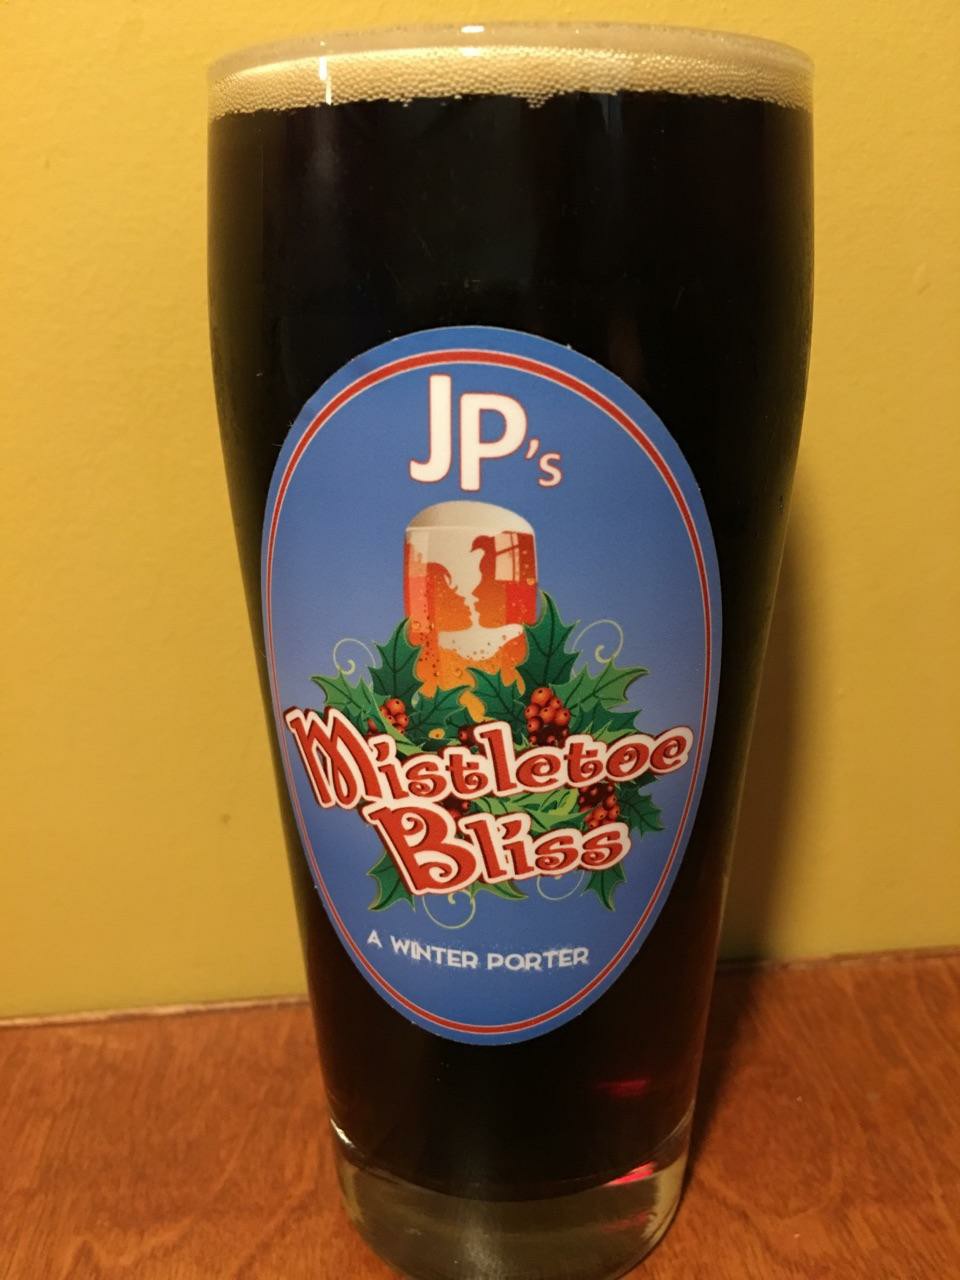 JP's
Mistletoe
Bliss
A WINTER PORTER